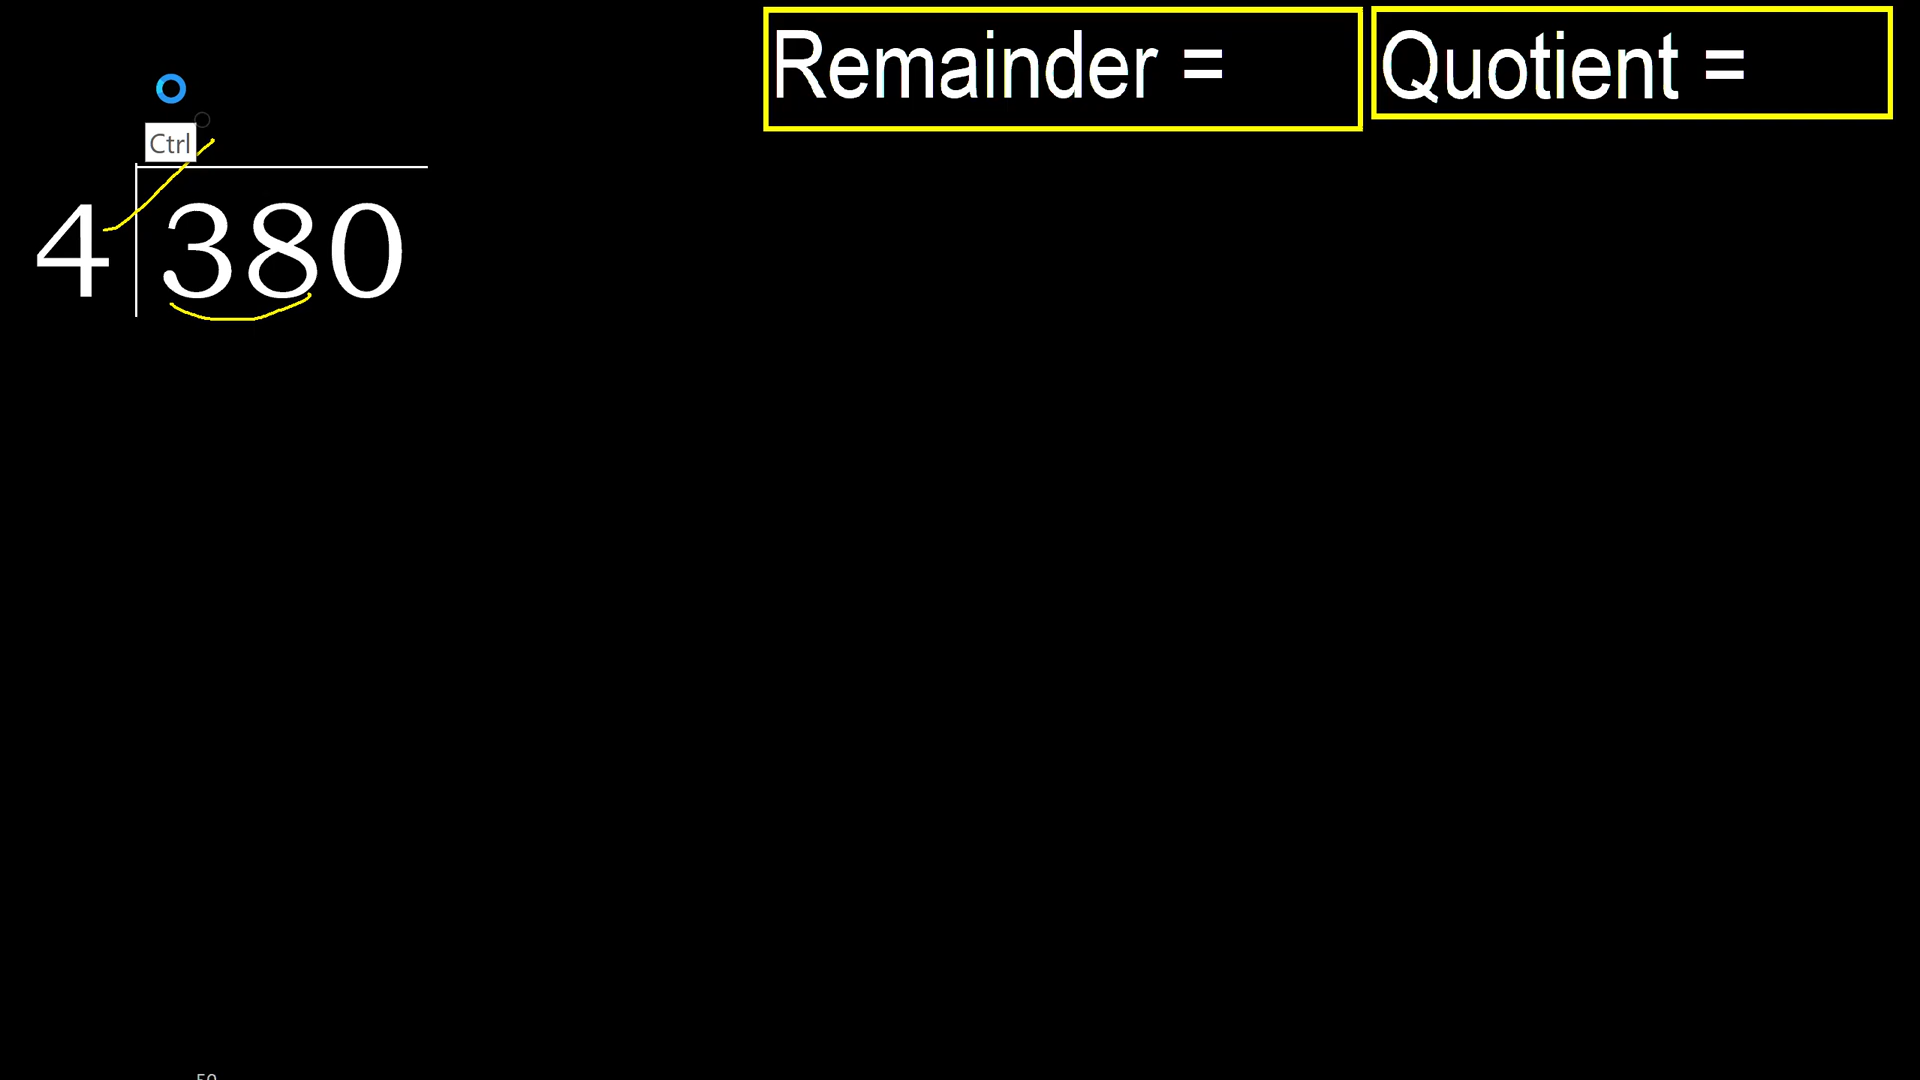 Remainder = Quotient =
Ctrl
4 380